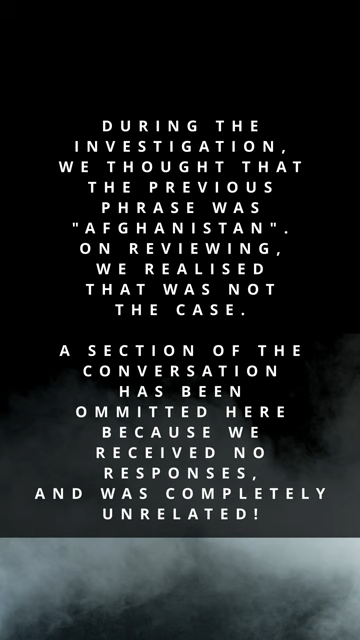 DURING THE
INVESTIGATION,
WE THOUGHT THAT
THE PREVIOUS
PHRASE WAS
"AFGHANISTAN".
ON REVIEWING,
WE REALISED
THAT WAS NOT
THE CASE.
A SECTION OF THE
CONVERSATION
HAS BEEN
OMMITTED HERE
BECAUSE WE
RECEIVED NO
RESPONSES,
AND WAS COMPLETELY
UNRELATED!